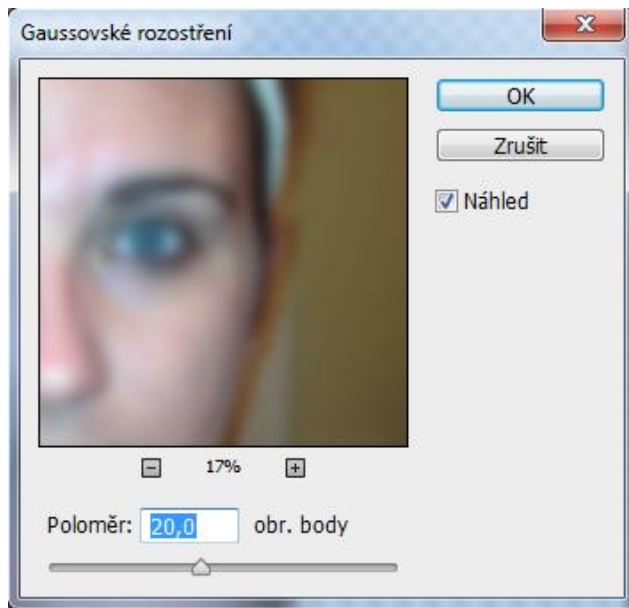 Gaussovské rozostření
OK
Zrušit
Náhled
17%
Poloměr: 20,0 obr. body